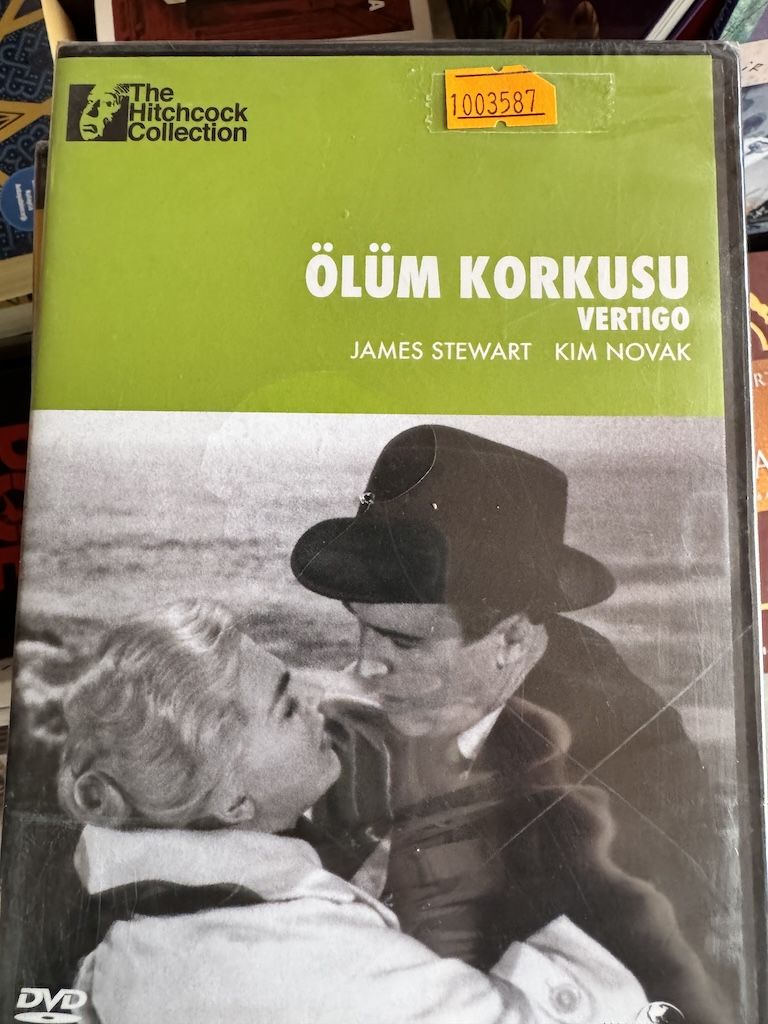 The
Hitchcock
Collection
1003587
ÖLÜM KORKUSU
VERTIGO
JAMES STEWART KIM NOVAK
DVD